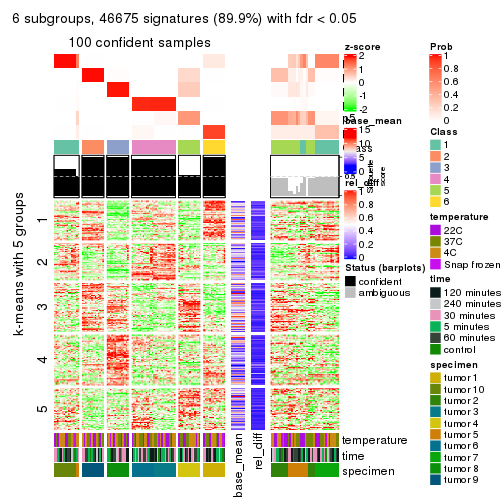 6 subgroups, 46675 signatures (89.9%) with fdr < 0.05
100 confident samples
k-means with 5 groups
1
2
3
4
5
base_mean
rel_diff
temperature
time
specimen
z-score
2
1
0
-1
-2
base_mean
15
10
5
0
rel_diff
1
0.8
0.6
0.4
0.2
0
Status (barplots)
confident
ambiguous
Prob
1
0.8
0.6
0.4
0.2
0
Class
1
2
3
4
5
6
temperature
22C
37C
4C
Snap frozen
time
120 minutes
240 minutes
30 minutes
5 minutes
60 minutes
control
specimen
tumor 1
tumor 10
tumor 2
tumor 3
tumor 4
tumor 5
tumor 6
tumor 7
tumor 8
tumor 9